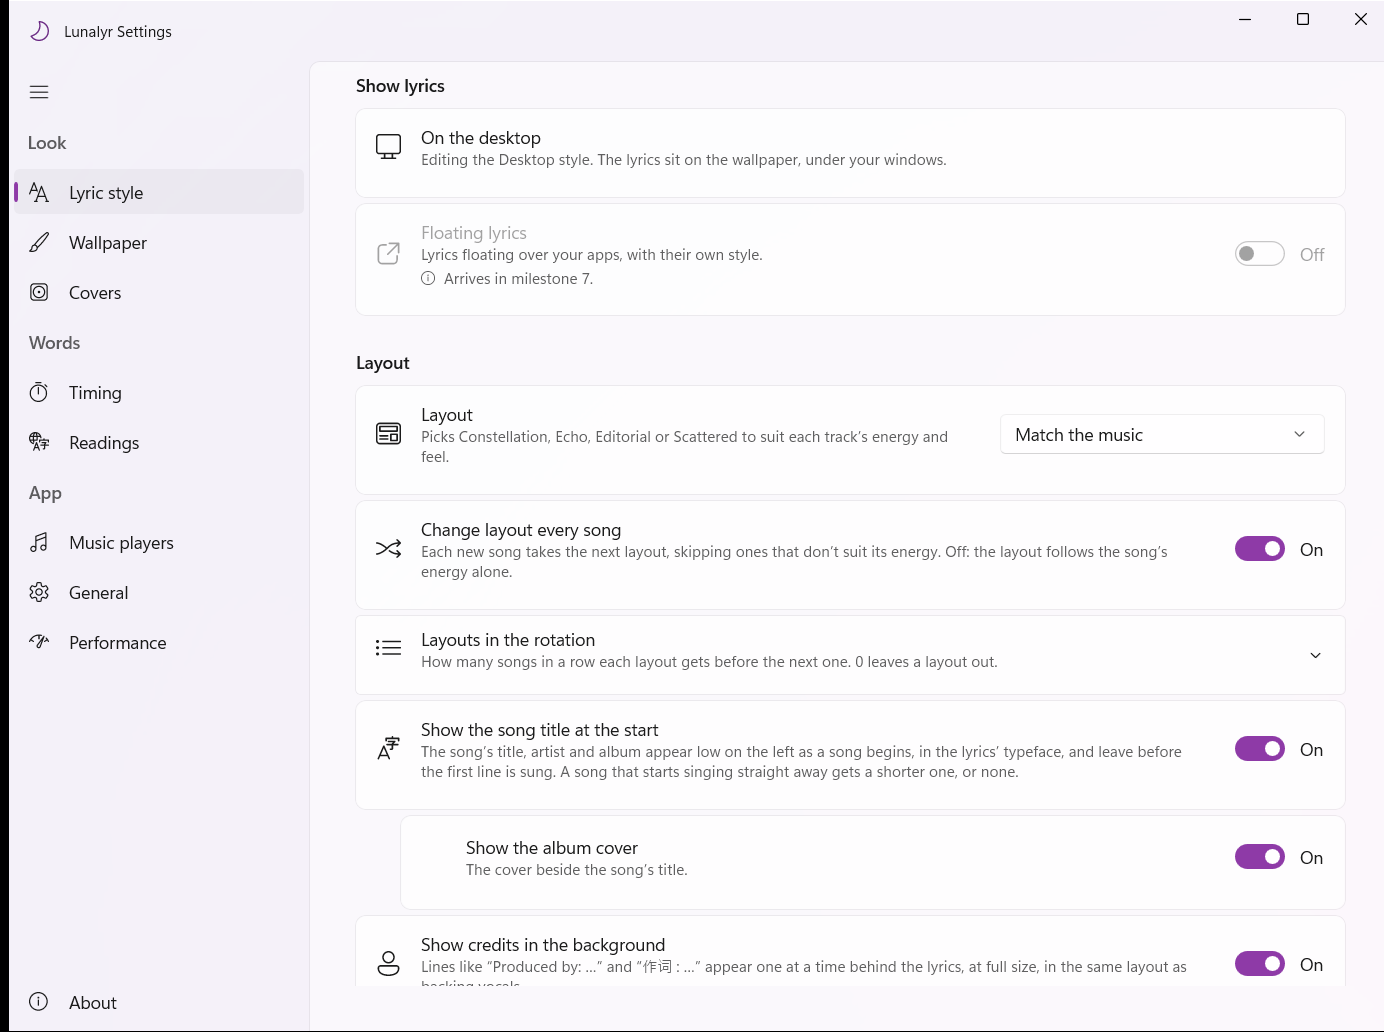 Lunalyr Settings
Look
Lyric style
Wallpaper
Covers
Words
Timing
Readings
App
Music players
General
Performance
About
Show lyrics
On the desktop
Editing the Desktop style. The lyrics sit on the wallpaper, under your windows.
Floating lyrics
Lyrics floating over your apps, with their own style.
Arrives in milestone 7.
Off
Layout
Layout
Picks Constellation, Echo, Editorial or Scattered to suit each track’s energy and
feel.
Match the music
Change layout every song
Each new song takes the next layout, skipping ones that don’t suit its energy. Off: the layout follows the song’s
energy alone.
On
Layouts in the rotation
How many songs in a row each layout gets before the next one. 0 leaves a layout out.
Show the song title at the start
The song’s title, artist and album appear low on the left as a song begins, in the lyrics’ typeface, and leave before
the first line is sung. A song that starts singing straight away gets a shorter one, or none.
On
Show the album cover
The cover beside the song’s title.
On
Show credits in the background
Lines like “Produced by: …” and “作词 : …” appear one at a time behind the lyrics, at full size, in the same layout as
backing vocals.
On